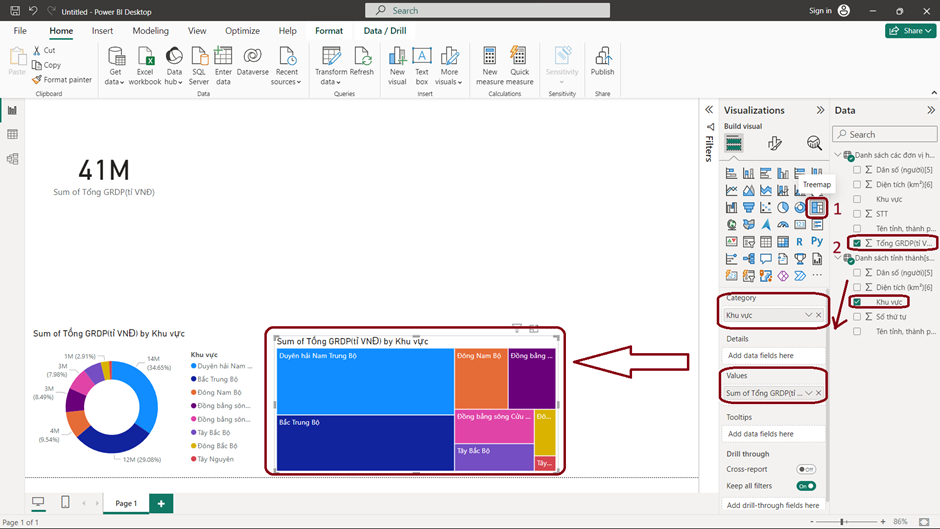 Untitled - Power BI Desktop
Search
Sign in
File
Home
Insert
Modeling
View
Optimize
Help
Format
Data / Drill
Share
Paste
Cut
Copy
Format painter
Clipboard
Get data
Excel workbook
Data hub
SQL Server
Enter data
Dataverse
Recent sources
Data
Transform data
Refresh
Queries
New visual
Text box
More visuals
Insert
New measure
Quick measure
Calculations
Sensitivity
Sensitivity
Publish
Share
41M
Sum of Tổng GRDP(tỉ VNĐ)
Sum of Tổng GRDP(tỉ VNĐ) by Khu vực
1M (2.91%)
3M (7.98%)
3M (8.49%)
4M (9.54%)
12M (29.08%)
14M (34.65%)
Khu vực
Duyên hải Nam ...
Bắc Trung Bộ
Đông Nam Bộ
Đồng bằng sôn...
Đồng bằng sôn...
Tây Bắc Bộ
Đông Bắc Bộ
Tây Nguyên
Sum of Tổng GRDP(tỉ VNĐ) by Khu vực
Duyên hải Nam Trung Bộ
Bắc Trung Bộ
Đông Nam Bộ
Đồng bằng ...
Đồng bằng sông Cửu ...
Đô...
Tây Bắc Bộ
Tây...
Filters
Visualizations
Build visual
Treemap
1
R
Py
Category
Khu vực
Details
Add data fields here
Values
Sum of Tổng GRDP(tỉ ...
Tooltips
Add data fields here
Drill through
Cross-report
Off
Keep all filters
On
Add drill-through fields here
Data
Search
Danh sách các đơn vị h...
Dân số (người)[5]
Diện tích (km²)[6]
Khu vực
STT
Tên tỉnh, thành p...
2
Tổng GRDP(tỉ V...
Danh sách tỉnh thành[s...
Dân số (người)[5]
Diện tích (km²)[6]
Khu vực
Số thứ tự
Tên tỉnh, thành p...
Page 1
Page 1 of 1
86%